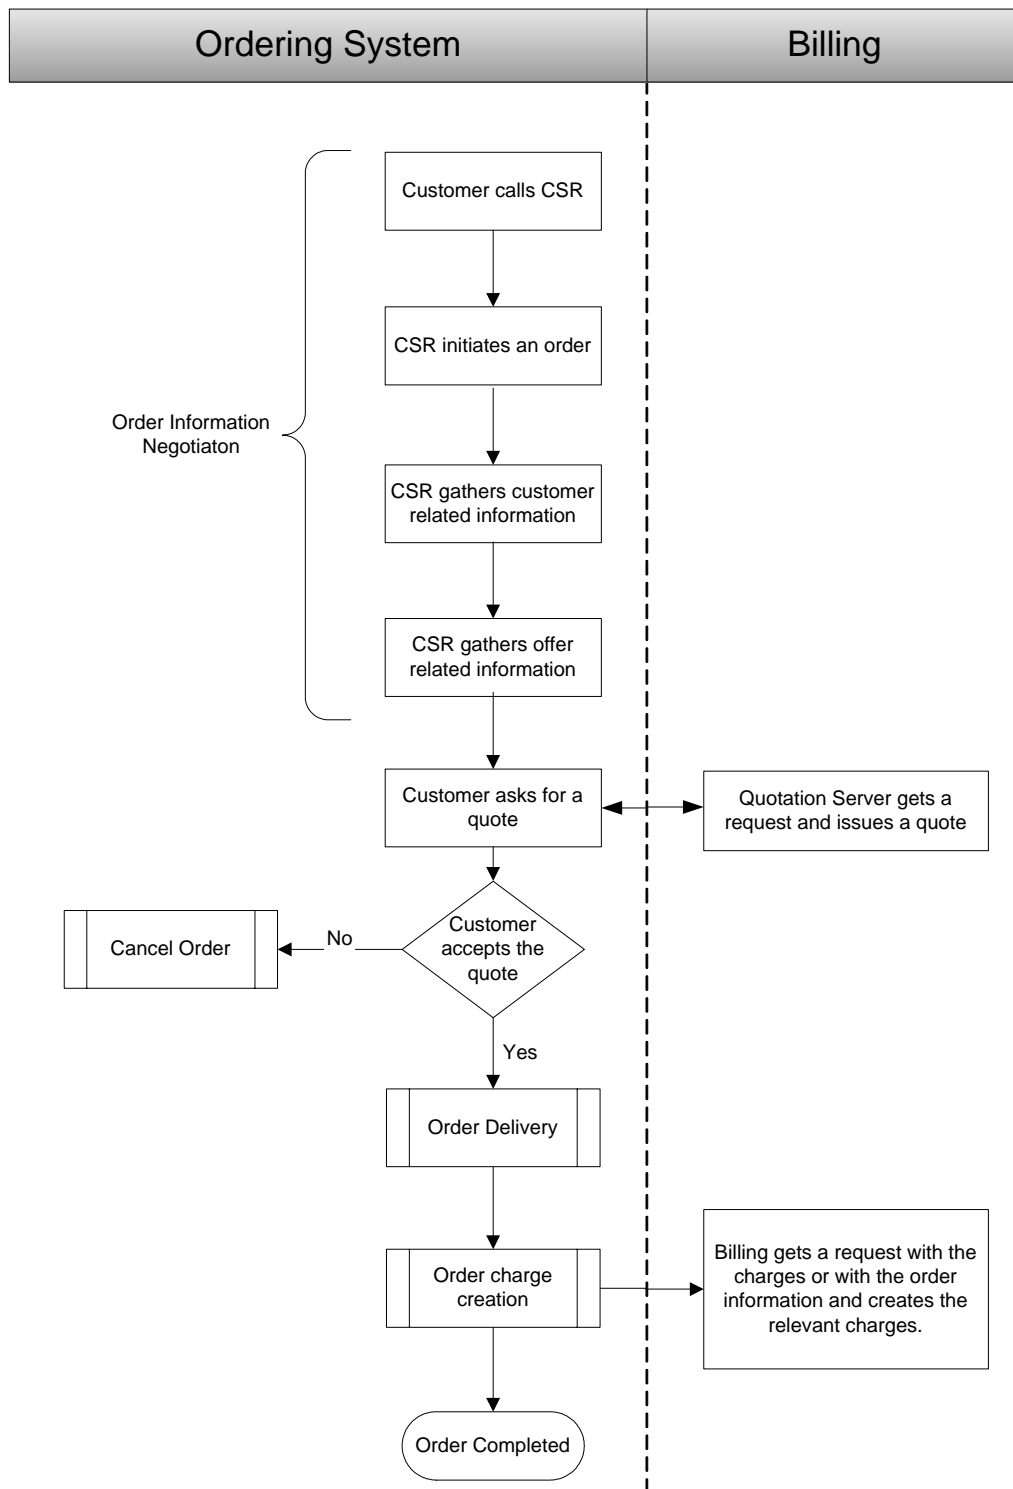 Ordering System
Billing
Customer calls CSR
CSR initiates an order
Order Information
Negotiaton
CSR gathers customer
related information
CSR gathers offer
related information
Customer asks for a
quote
Quotation Server gets a
request and issues a quote
Customer
accepts the
quote
No
Cancel Order
Yes
Order Delivery
Order charge
creation
Billing gets a request with the
charges or with the order
information and creates the
relevant charges.
Order Completed